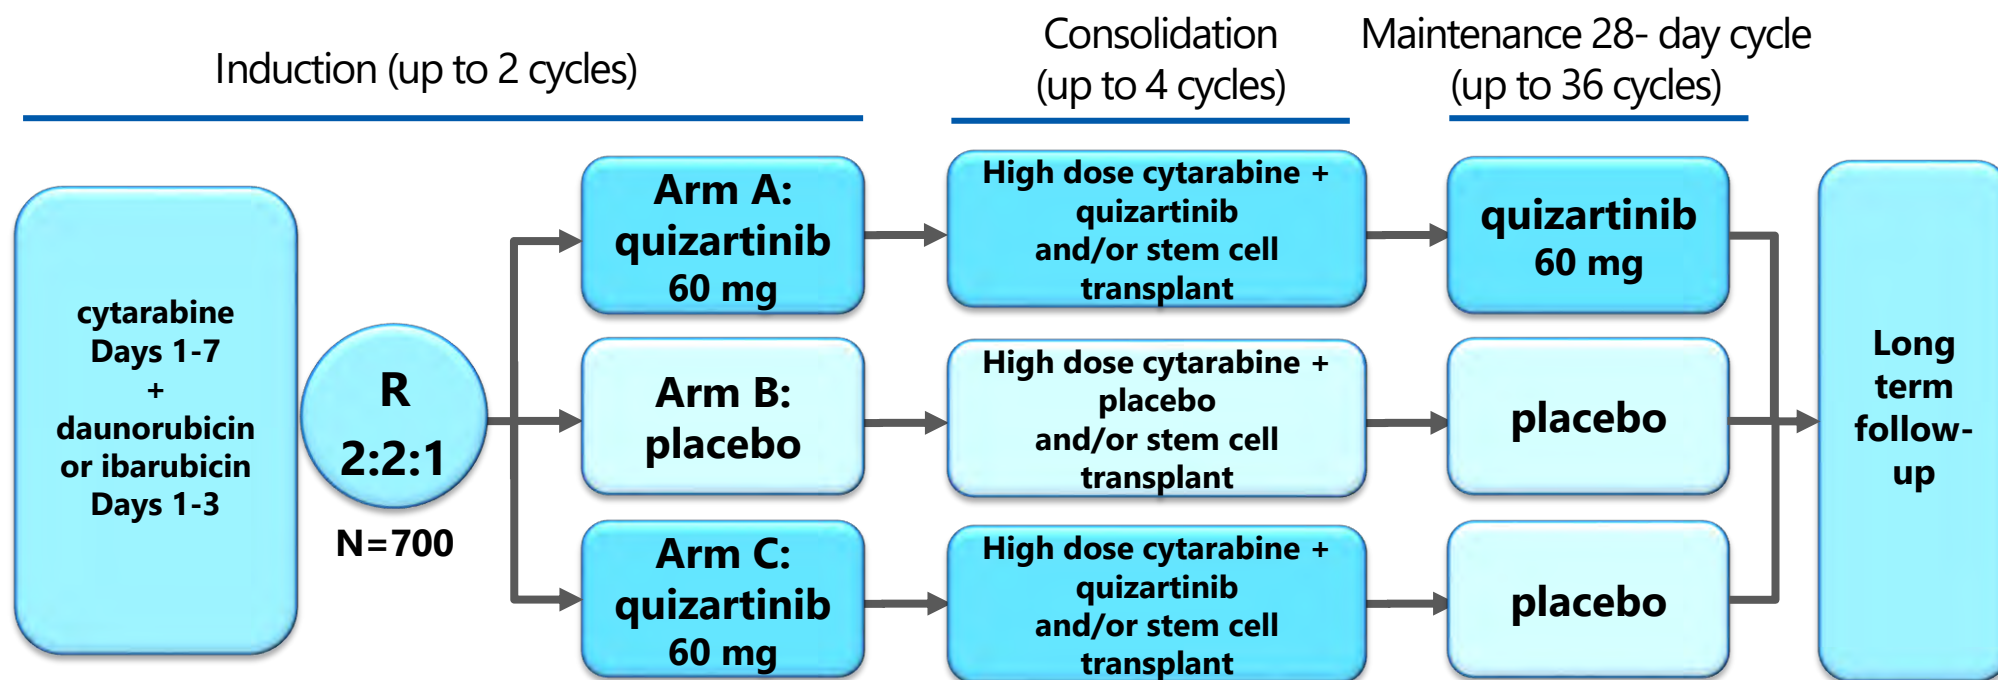 Induction (up to 2 cycles)
Consolidation
(up to 4 cycles)
Maintenance 28- day cycle
(up to 36 cycles)
cytarabine
Days 1-7
+
daunorubicin
or ibarubicin
Days 1-3
R
2:2:1
N=700
Arm A:
quizartinib
60 mg
High dose cytarabine +
quizartinib
and/or stem cell
transplant
quizartinib
60 mg
Arm B:
placebo
High dose cytarabine +
placebo
and/or stem cell
transplant
placebo
Arm C:
quizartinib
60 mg
High dose cytarabine +
quizartinib
and/or stem cell
transplant
placebo
Long
term
follow-
up